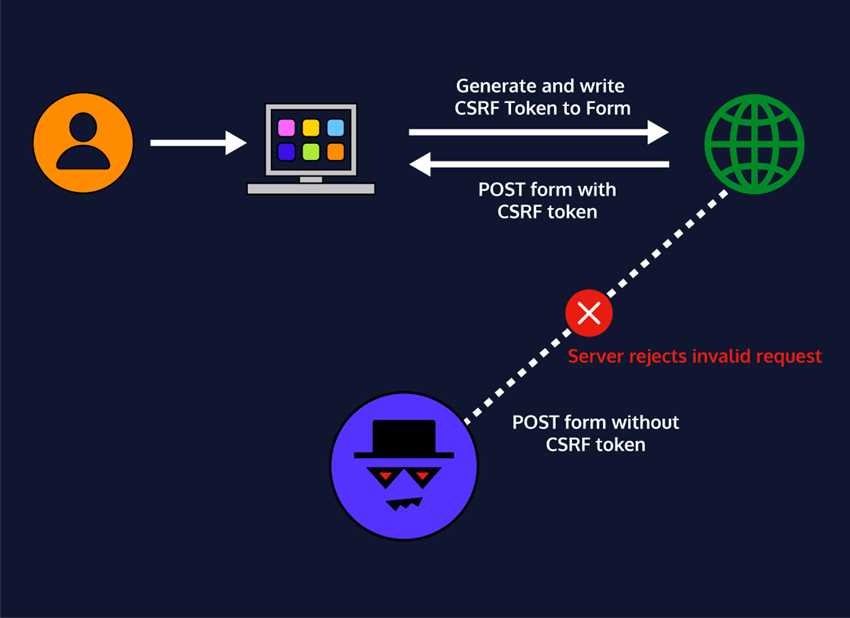 Generate and write
CSRF Token to Form
POST form with
CSRF token
Server rejects invalid request
POST form without
CSRF token